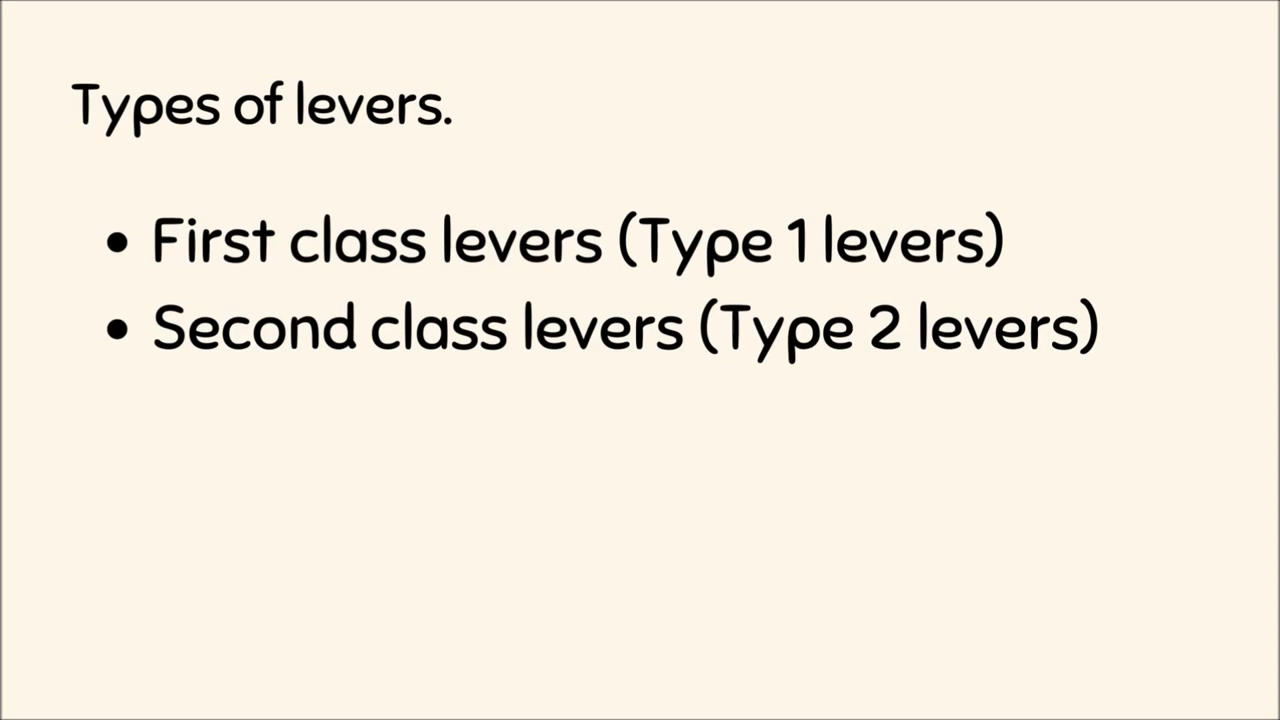 Types of levers.
• First class levers (Type 1 levers)
• Second class levers (Type 2 levers)